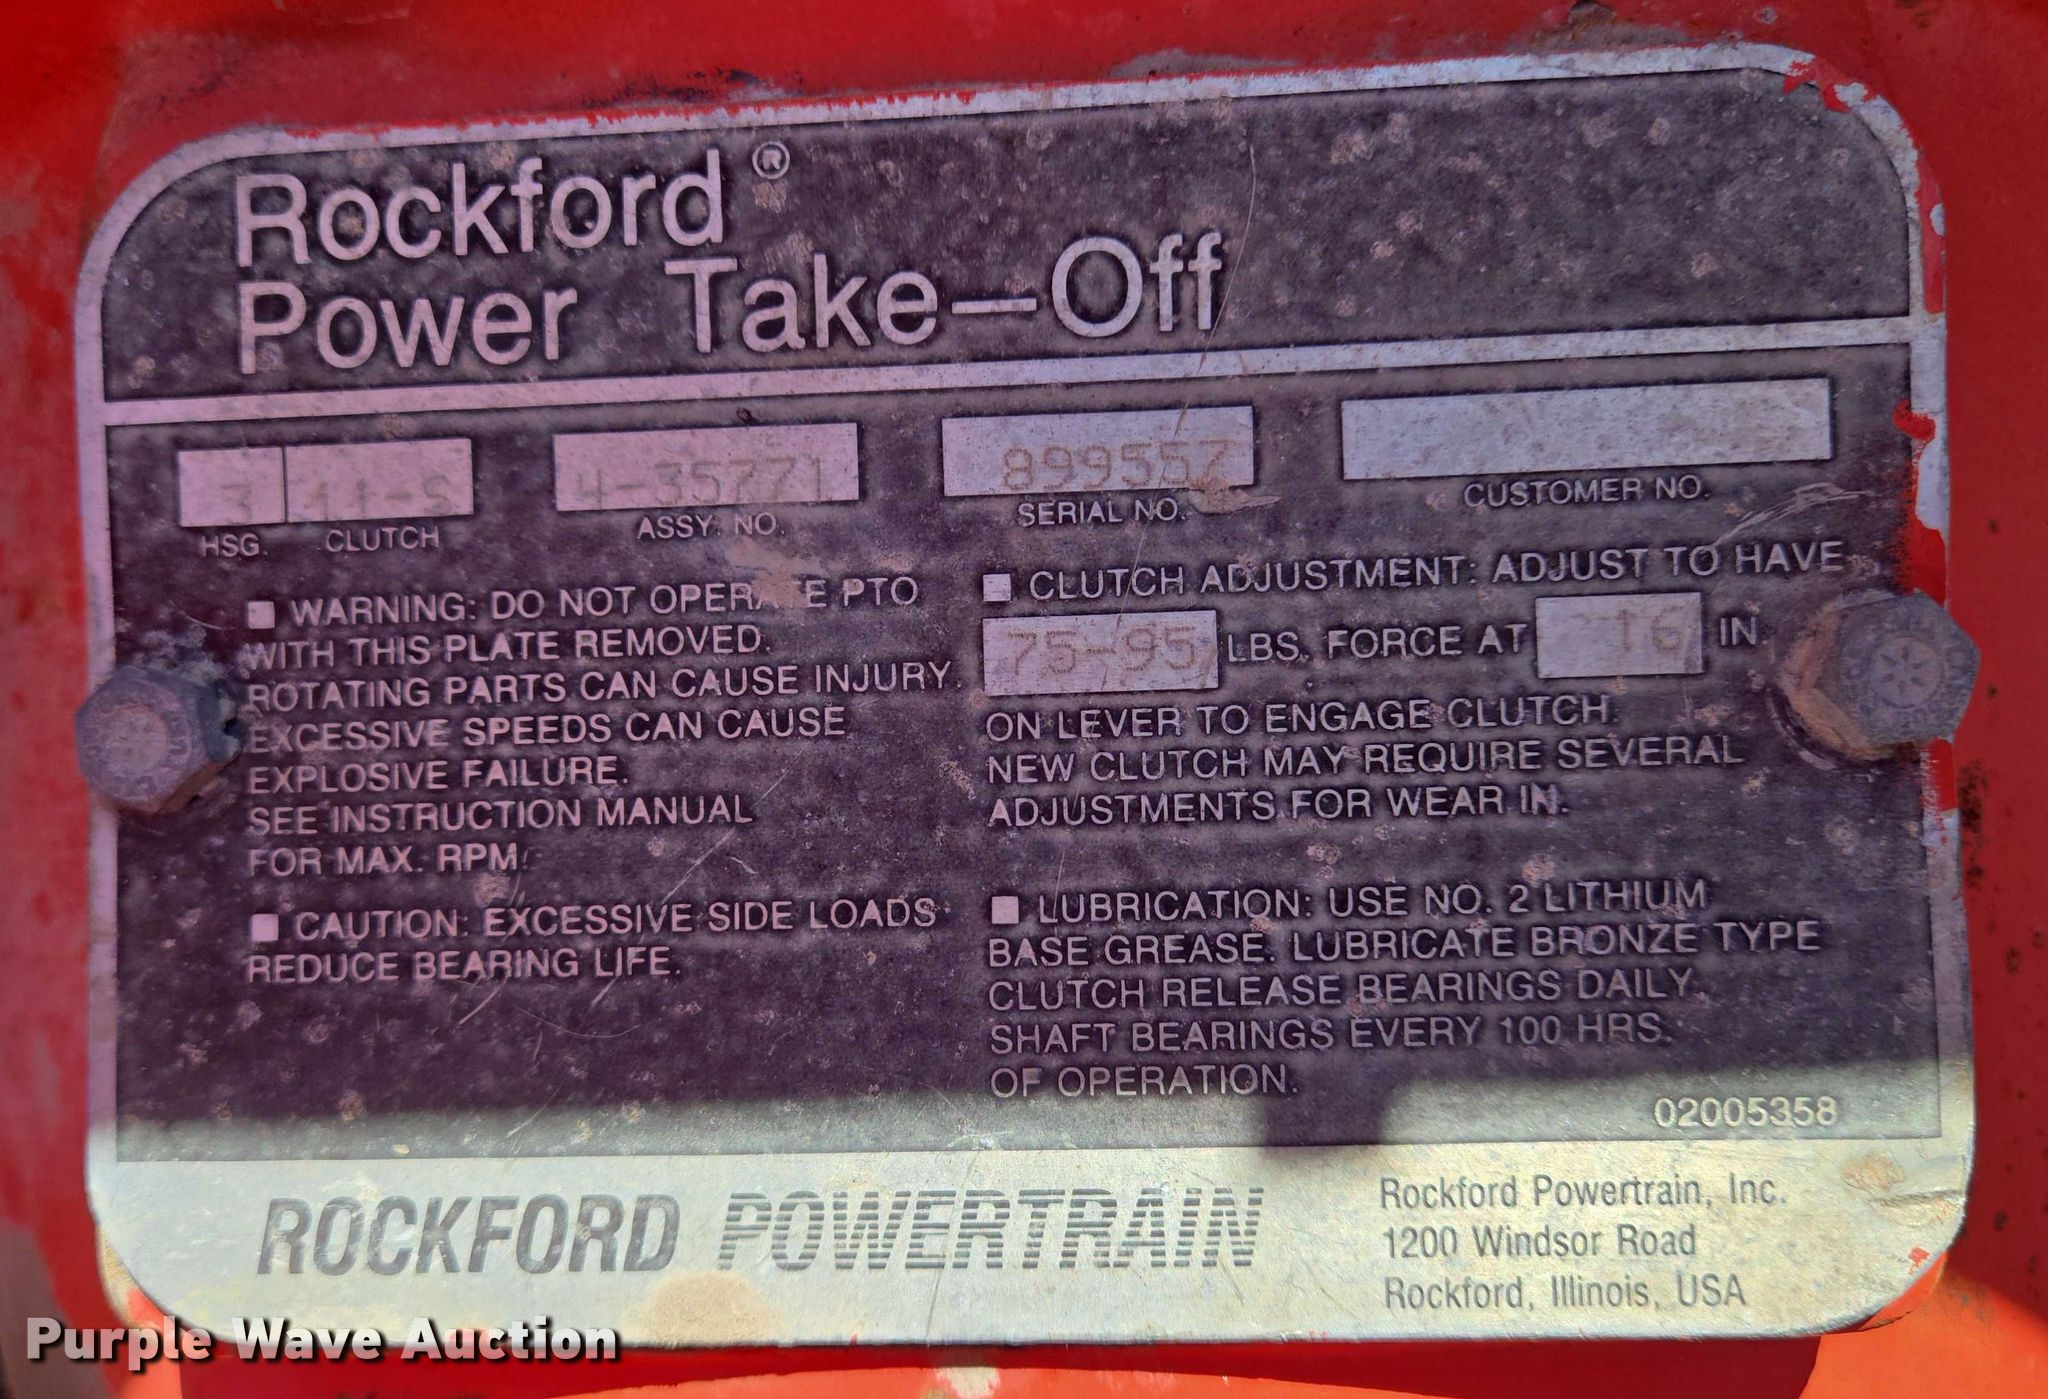 Rockford®
Power Take-Off
3 11-S 4-35771 899557
HSG. CLUTCH ASSY. NO. SERIAL NO. CUSTOMER NO.
WARNING: DO NOT OPERATE PTO
WITH THIS PLATE REMOVED.
ROTATING PARTS CAN CAUSE INJURY.
EXCESSIVE SPEEDS CAN CAUSE
EXPLOSIVE FAILURE.
SEE INSTRUCTION MANUAL
FOR MAX. RPM.
CAUTION: EXCESSIVE SIDE LOADS
REDUCE BEARING LIFE.
CLUTCH ADJUSTMENT: ADJUST TO HAVE
75-95 LBS. FORCE AT 16 IN.
ON LEVER TO ENGAGE CLUTCH.
NEW CLUTCH MAY REQUIRE SEVERAL
ADJUSTMENTS FOR WEAR IN.
LUBRICATION: USE NO. 2 LITHIUM
BASE GREASE. LUBRICATE BRONZE TYPE
CLUTCH RELEASE BEARINGS DAILY.
SHAFT BEARINGS EVERY 100 HRS.
OF OPERATION.
02005358
ROCKFORD POWERTRAIN
Rockford Powertrain, Inc.
1200 Windsor Road
Rockford, Illinois, USA
Purple Wave Auction